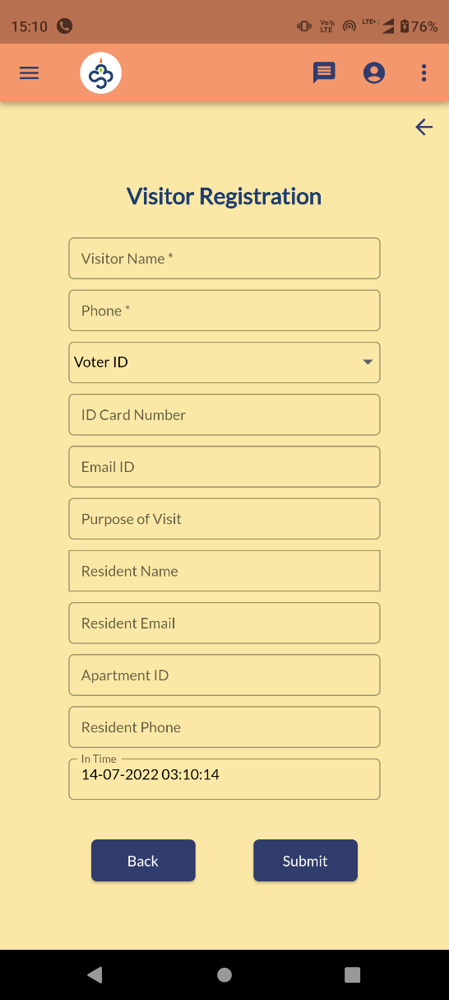 15:10
Vo))
LTE
LTE+
76%
Visitor Registration
Visitor Name *
Phone *
Voter ID
ID Card Number
Email ID
Purpose of Visit
Resident Name
Resident Email
Apartment ID
Resident Phone
In Time
14-07-2022 03:10:14
Back
Submit